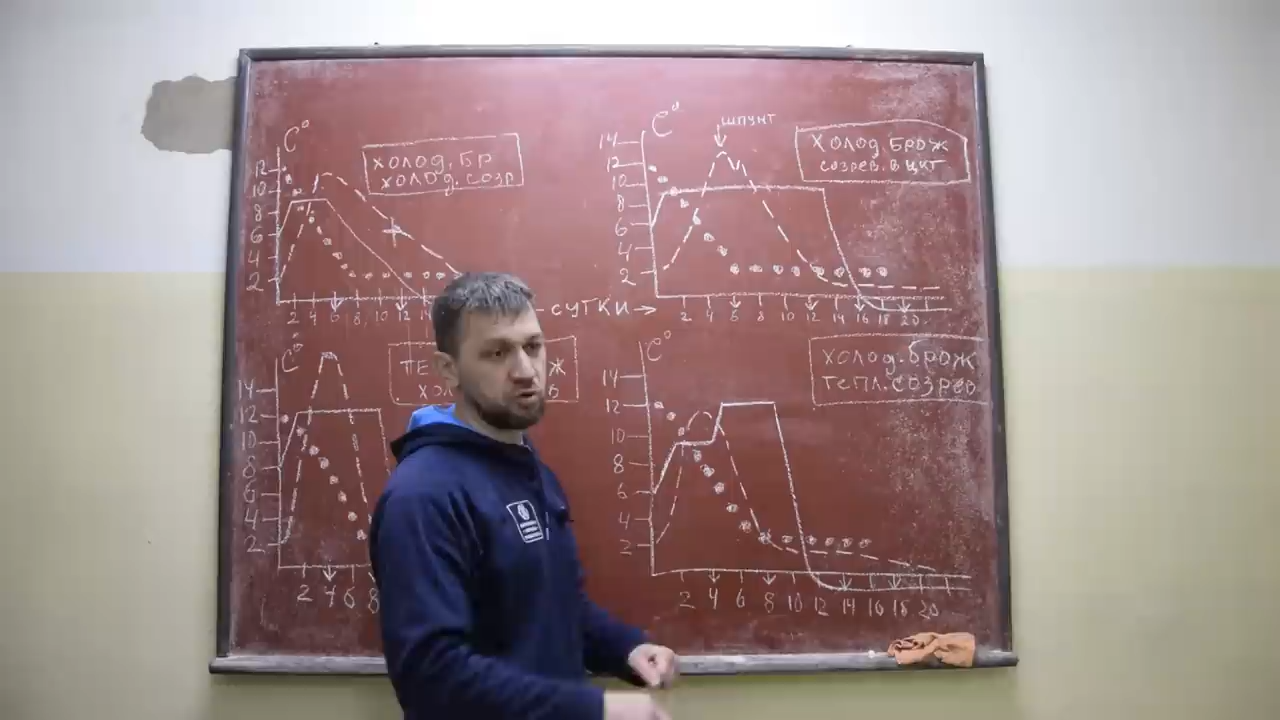 C°
ХОЛОД. БР
ХОЛОД. СОЗР
12
10
8
6
4
2
2 4 6 8 10 12 14
СУТКИ →
C°
ШПУНТ
ХОЛОД. БРОЖ
СОЗРЕВ. В ЦКТ
14
12
10
8
6
4
2
2 4 6 8 10 12 14 16 18 20
C°
14
12
10
8
6
4
2
2 4 6 8
C°
ХОЛОД. БРОЖ
ТЕПЛ. СОЗРЕВ
14
12
10
8
6
4
2
2 4 6 8 10 12 14 16 18 20